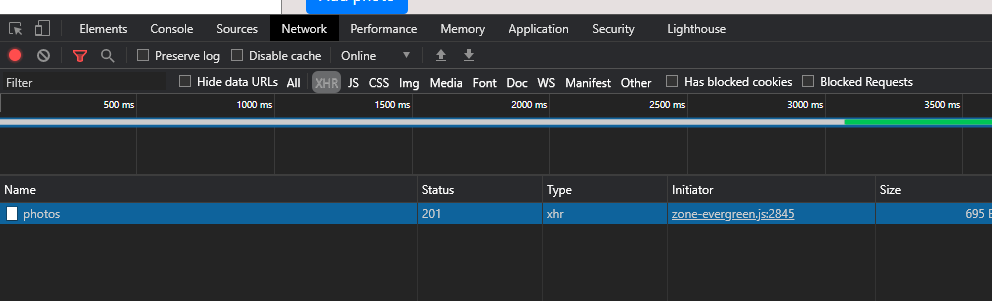 Add photo
Elements Console Sources Network Performance Memory Application Security Lighthouse
Preserve log Disable cache Online
Filter Hide data URLs All XHR JS CSS Img Media Font Doc WS Manifest Other Has blocked cookies Blocked Requests
500 ms 1000 ms 1500 ms 2000 ms 2500 ms 3000 ms 3500 ms
Name Status Type Initiator Size
photos 201 xhr zone-evergreen.js:2845 695